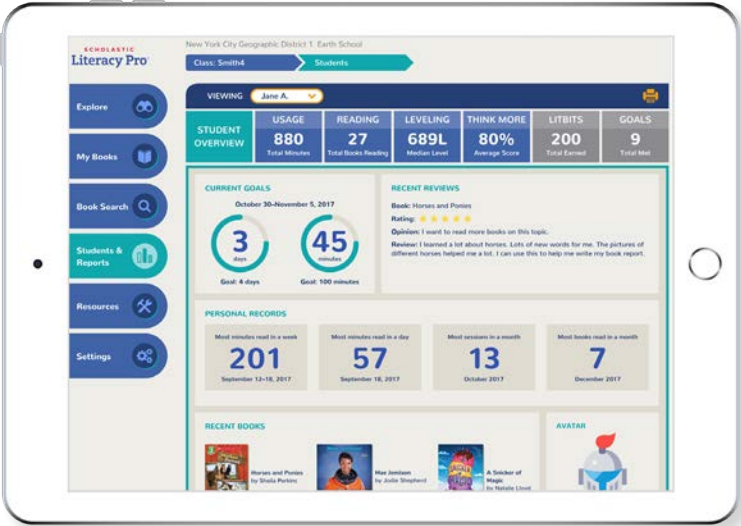 New York City Geographic District 1 Earth School
SCHOLASTIC
Literacy Pro
Class: Smith4
Students
Explore
My Books
Book Search
Students &
Reports
Resources
Settings
VIEWING
Jane A.
STUDENT
OVERVIEW
USAGE
880
Total Minutes
READING
27
Total Books Reading
LEVELING
689L
Median Level
THINK MORE
80%
Average Score
LITBITS
200
Total Earned
GOALS
9
Total Met
CURRENT GOALS
October 30–November 5, 2017
3
days
Goal: 4 days
45
minutes
Goal: 100 minutes
RECENT REVIEWS
Book: Horses and Ponies
Rating:
Opinion: I want to read more books on this topic.
Review: I learned a lot about horses. Lots of new words for me. The pictures of
different horses helped me a lot. I can use this to help me write my book report.
PERSONAL RECORDS
Most minutes read in a week
201
September 12–18, 2017
Most minutes read in a day
57
September 18, 2017
Most sessions in a month
13
October 2017
Most books read in a month
7
December 2017
RECENT BOOKS
Horses and Ponies
by Sheila Perkins
Mae Jemison
by Jodie Shepherd
A Snicker of
Magic
by Natalie Lloyd
AVATAR